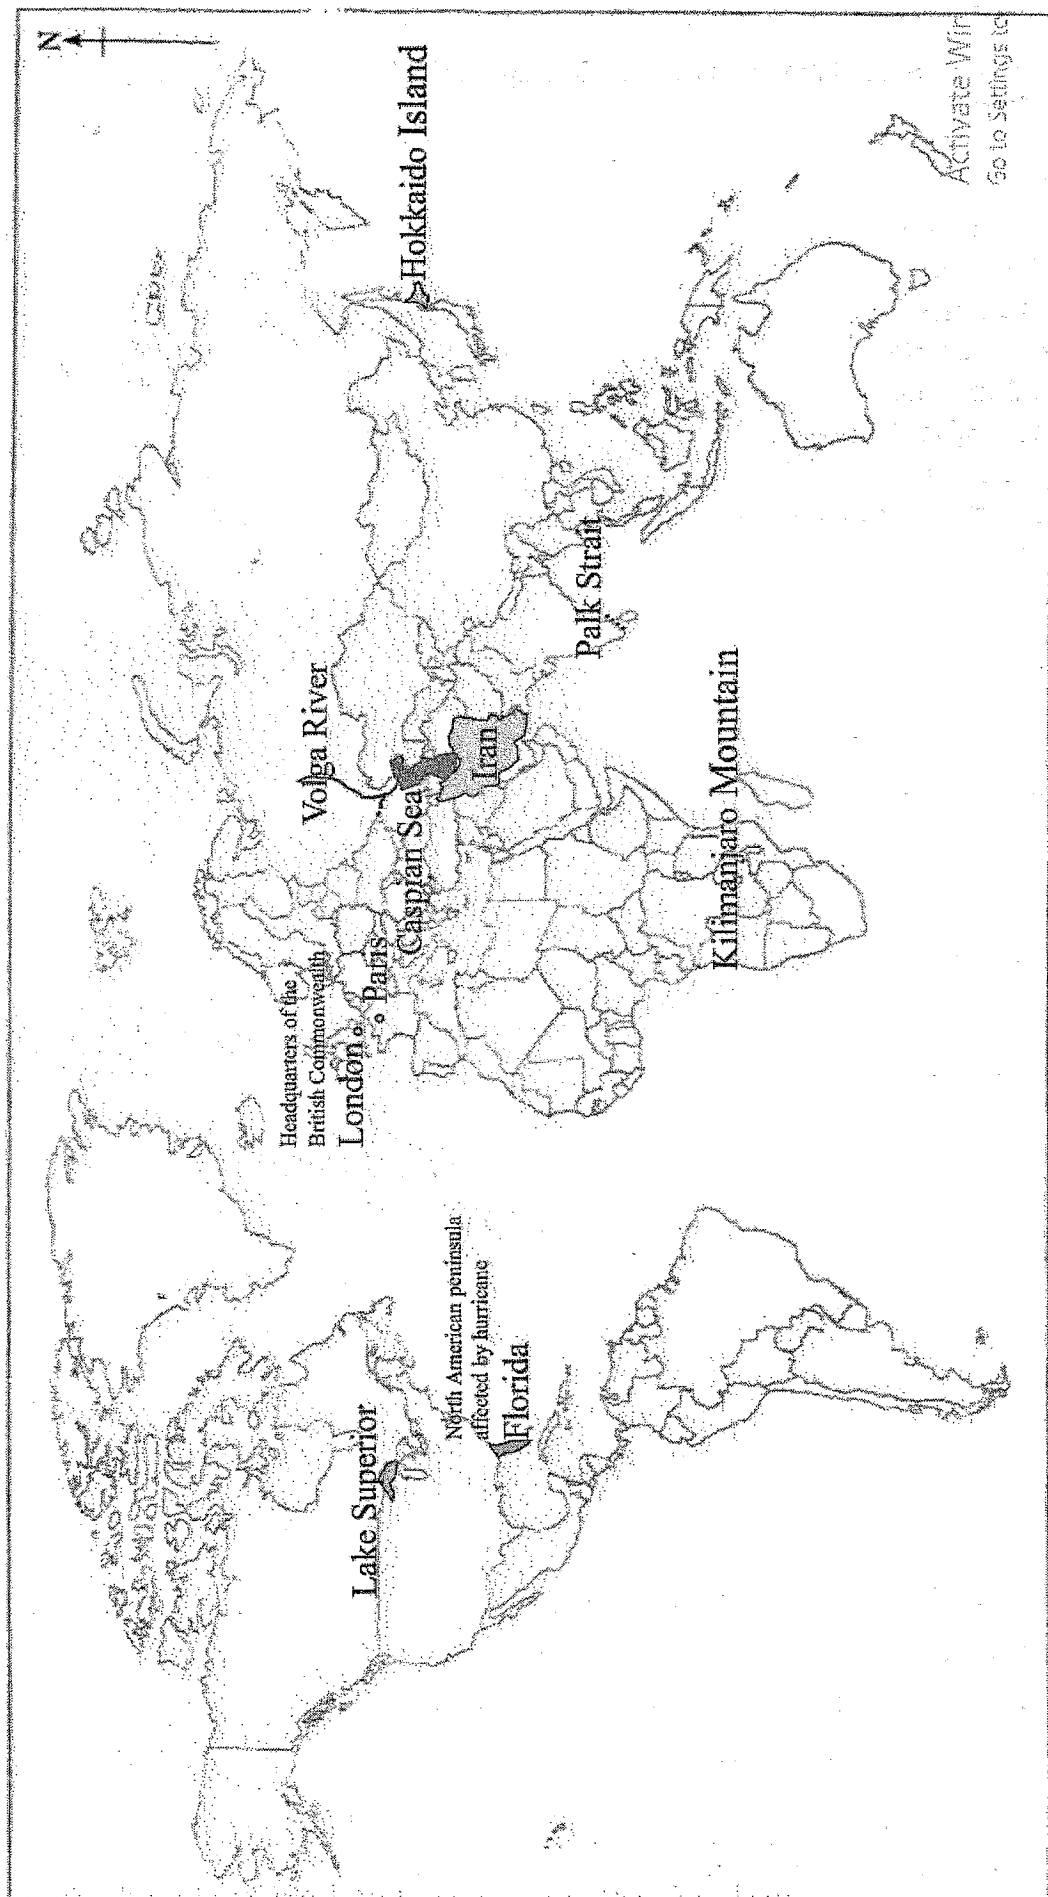 N
Volga River
Caspian Sea
Iran
Hokkaido Island
Palk Strait
Kilimanjaro Mountain
Headquarters of the
British Commonwealth
London
Paris
Lake Superior
North American peninsula
affected by hurricane
Florida
Activate Wir
Go to Settings to